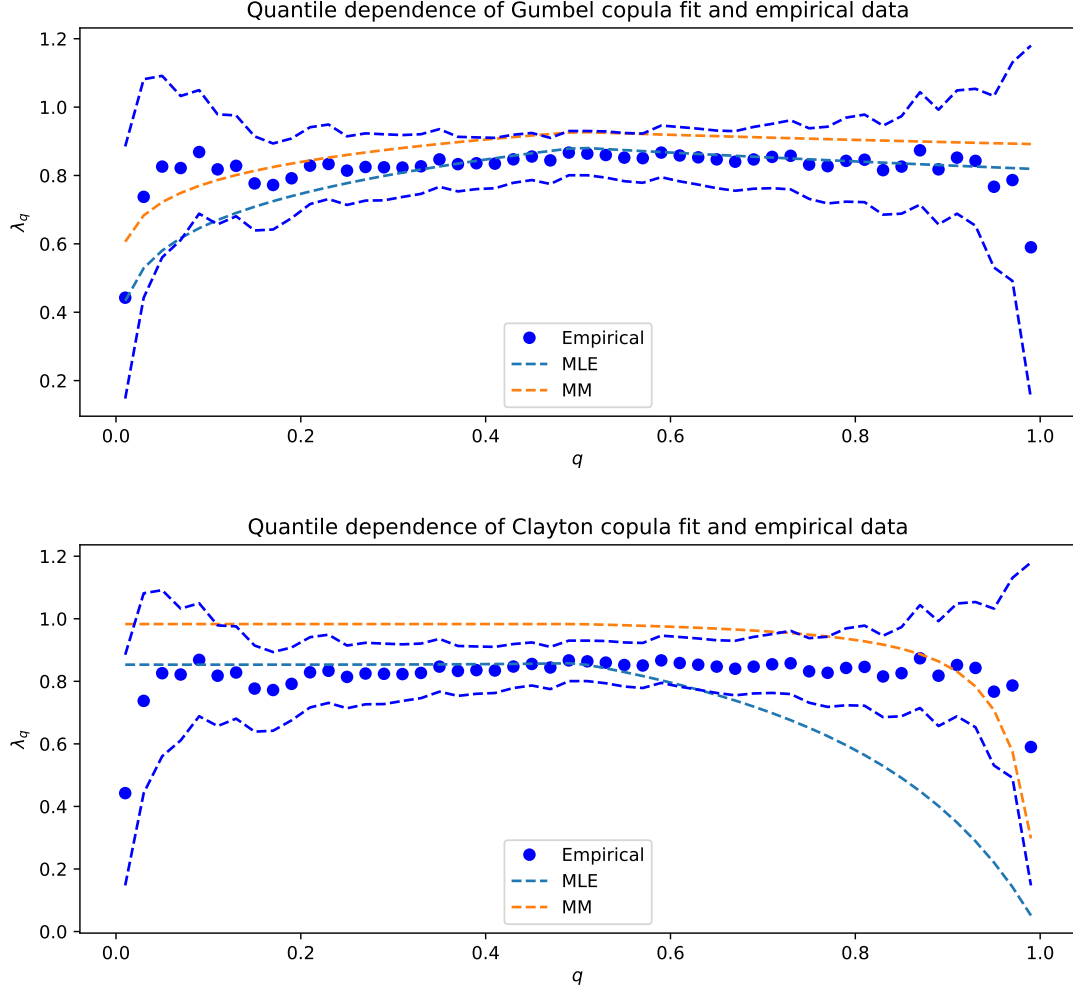 Quantile dependence of Gumbel copula fit and empirical data
1.2
1.0
0.8
0.6
0.4
0.2
λq
0.0 0.2 0.4 0.6 0.8 1.0
q
Empirical
MLE
MM
Quantile dependence of Clayton copula fit and empirical data
1.2
1.0
0.8
0.6
0.4
0.2
0.0
λq
0.0 0.2 0.4 0.6 0.8 1.0
q
Empirical
MLE
MM